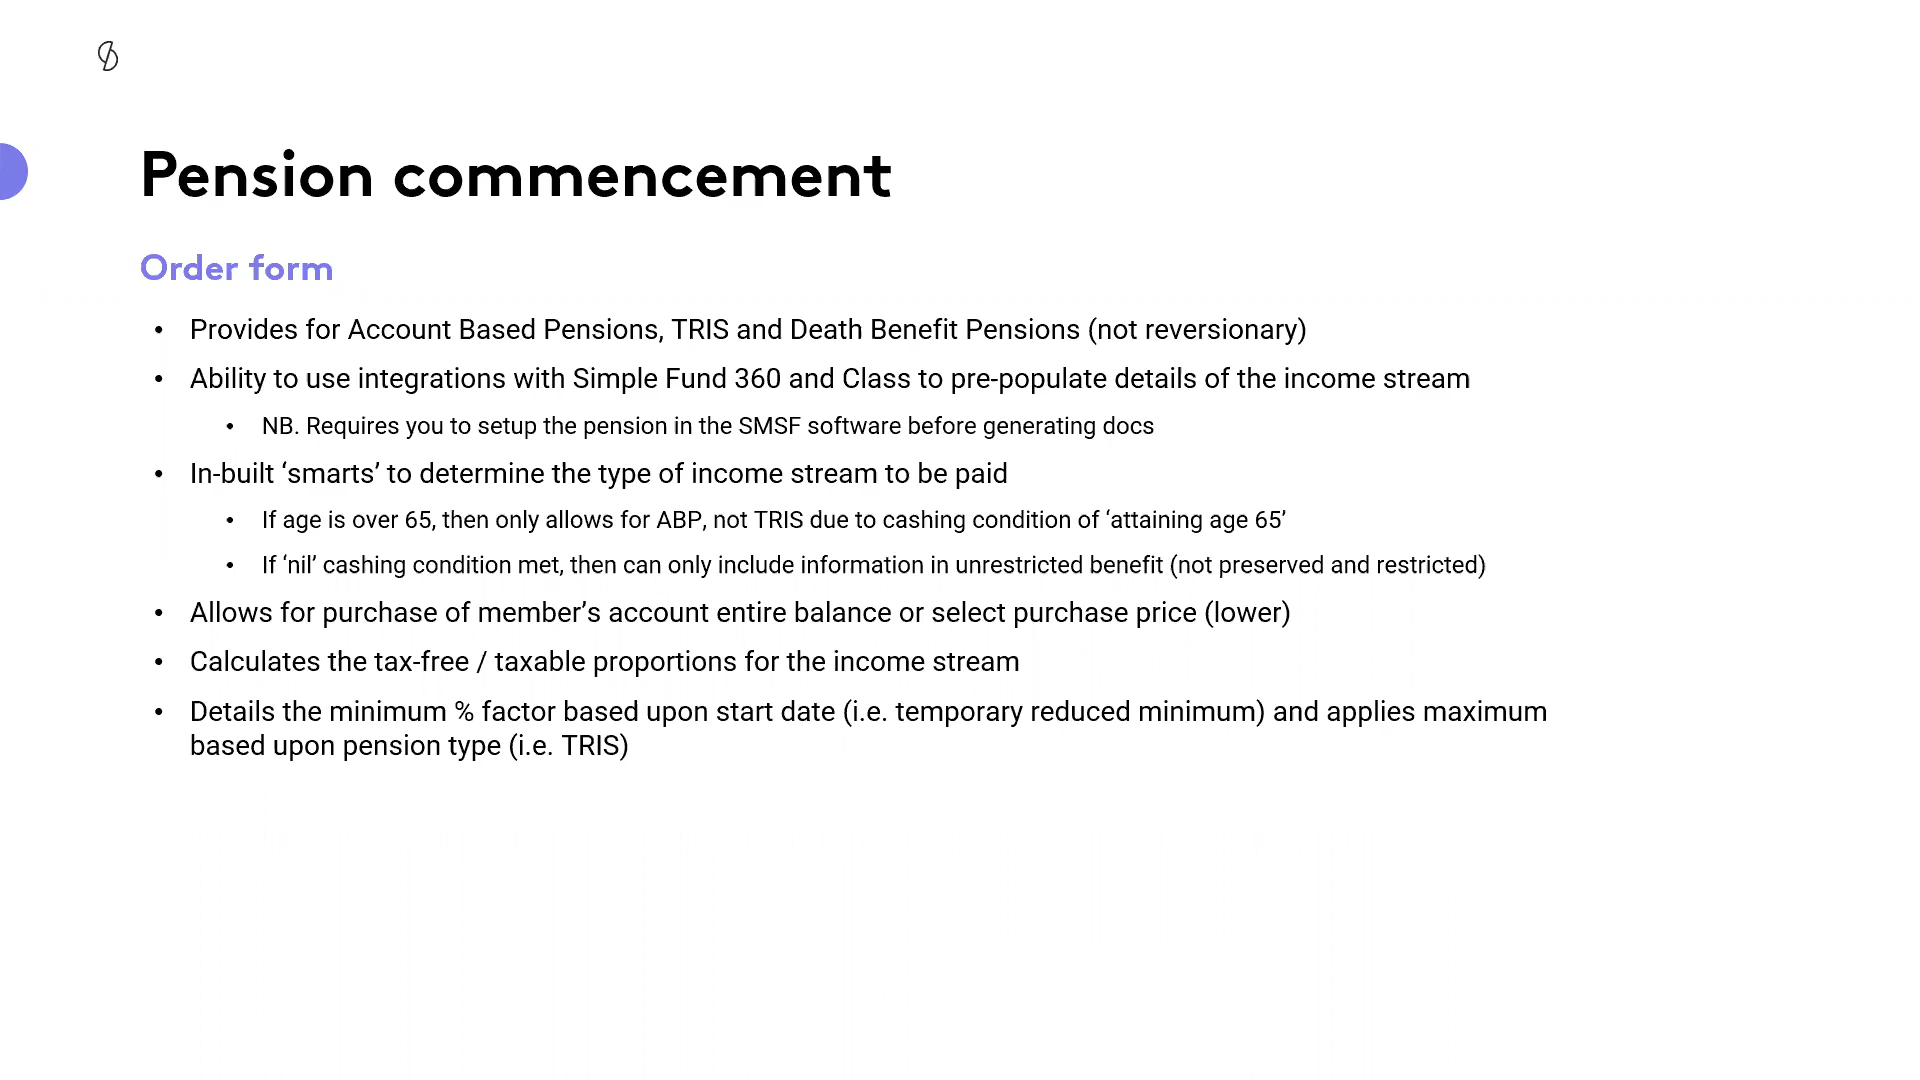 Pension commencement
Order form
• Provides for Account Based Pensions, TRIS and Death Benefit Pensions (not reversionary)
• Ability to use integrations with Simple Fund 360 and Class to pre-populate details of the income stream
• NB. Requires you to setup the pension in the SMSF software before generating docs
• In-built ‘smarts’ to determine the type of income stream to be paid
• If age is over 65, then only allows for ABP, not TRIS due to cashing condition of ‘attaining age 65’
• If ‘nil’ cashing condition met, then can only include information in unrestricted benefit (not preserved and restricted)
• Allows for purchase of member’s account entire balance or select purchase price (lower)
• Calculates the tax-free / taxable proportions for the income stream
• Details the minimum % factor based upon start date (i.e. temporary reduced minimum) and applies maximum
based upon pension type (i.e. TRIS)